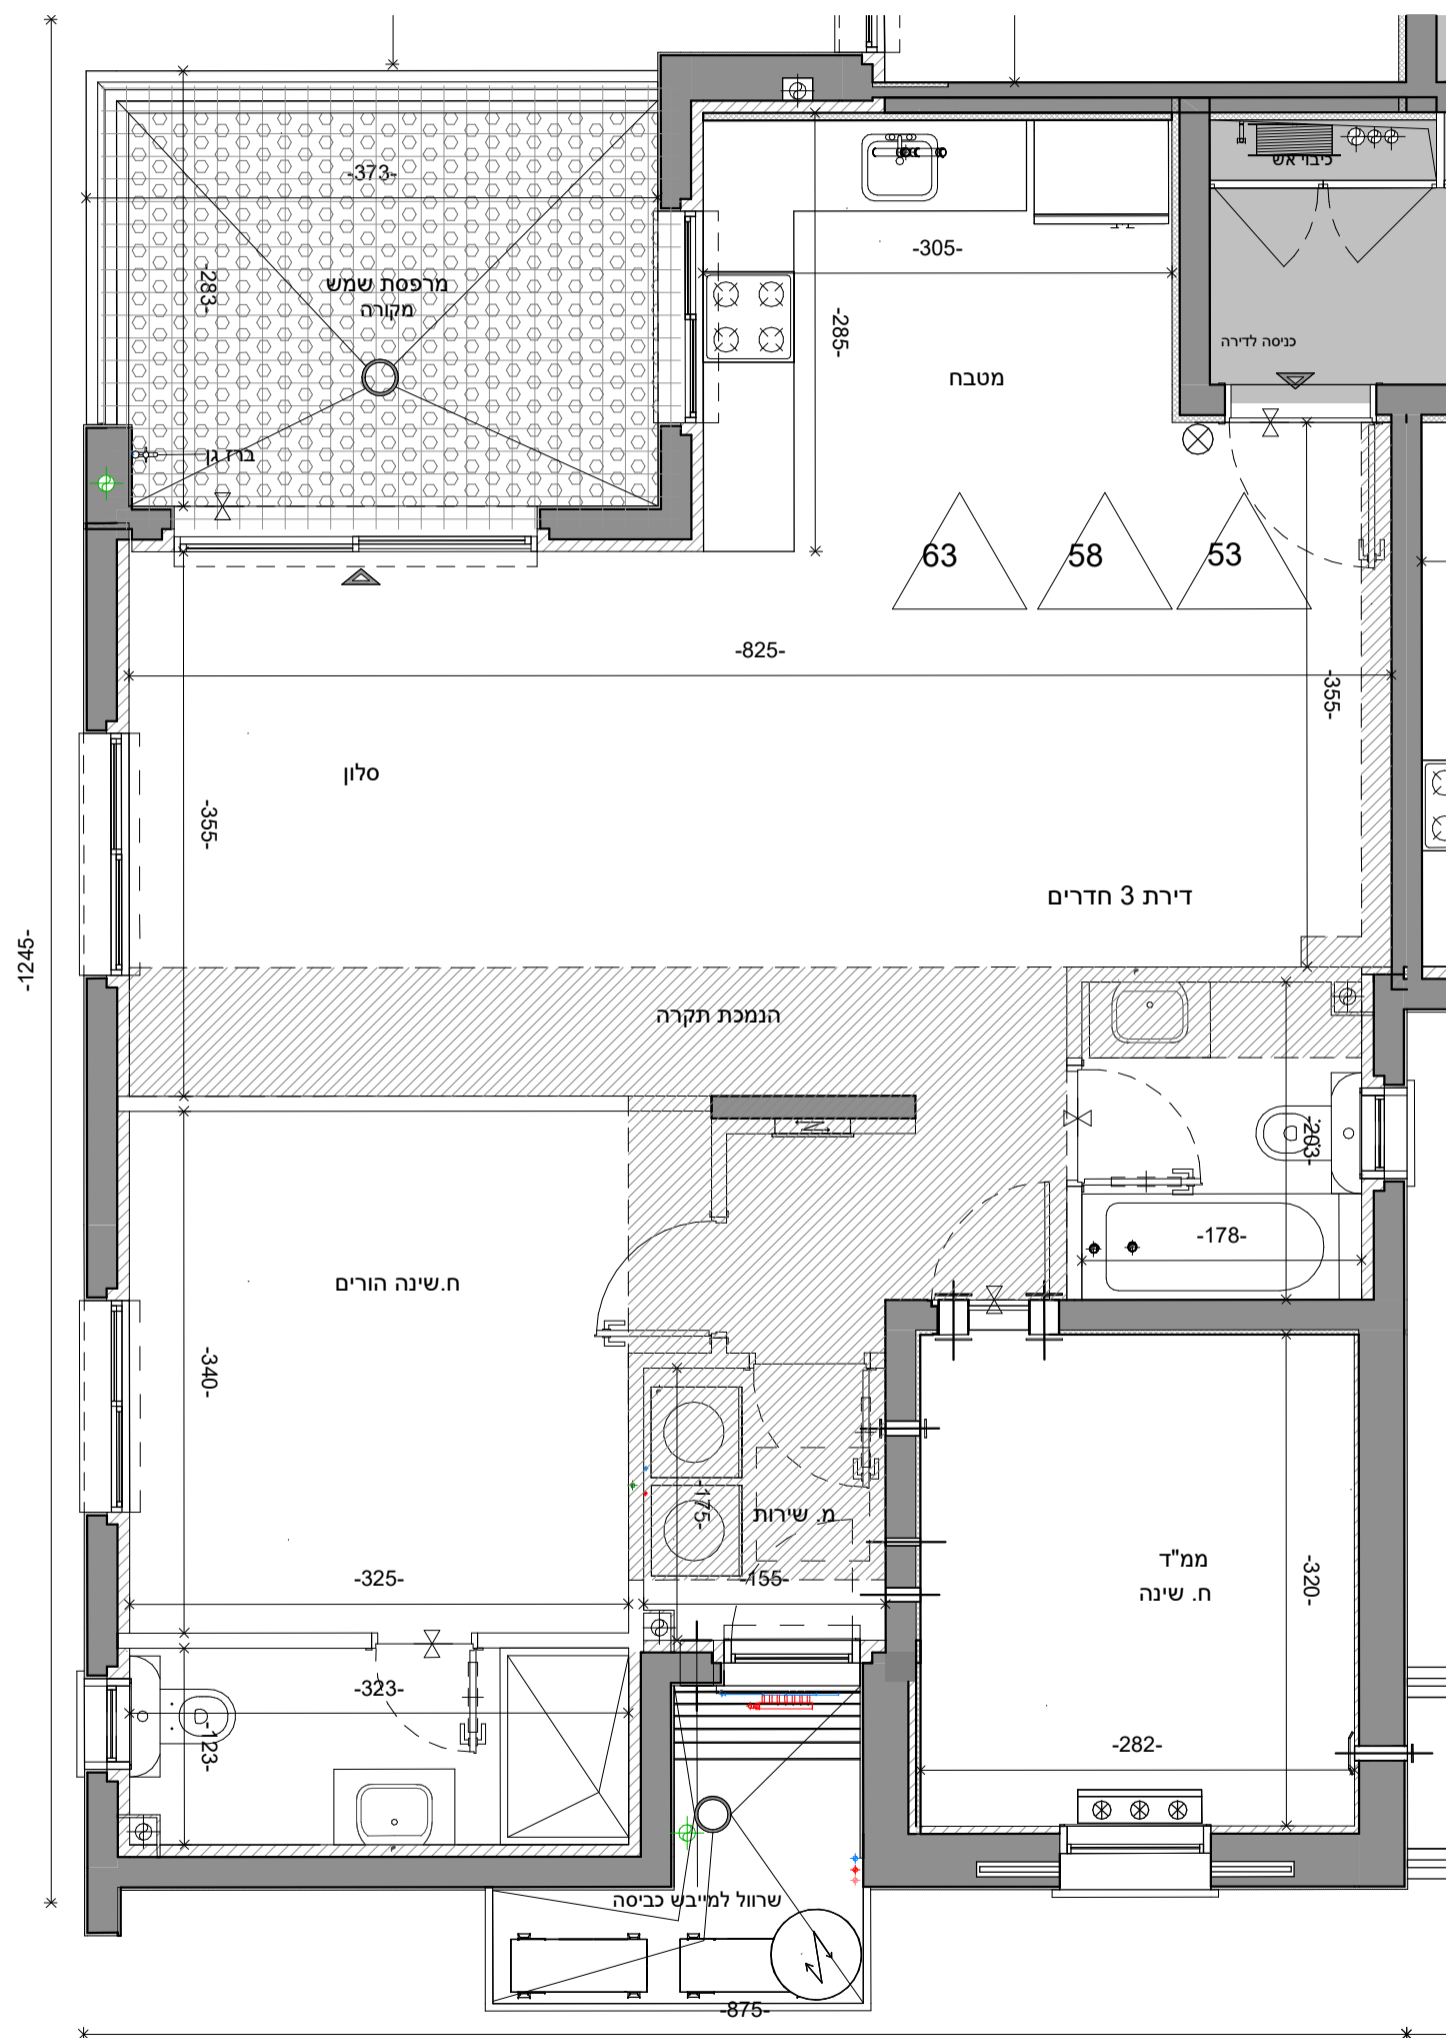 -373-
-283-
מרפסת שמש
מקורה
ברז גן
-305-
-285-
מטבח
כיבוי אש
כניסה לדירה
63
58
53
-825-
-355-
-355-
סלון
דירת 3 חדרים
-1245-
הנמכת תקרה
-203-
-178-
ח.שינה הורים
-340-
-325-
-175-
מ. שירות
-155-
ממ"ד
ח. שינה
-320-
-282-
-323-
-123-
שרוול למייבש כביסה
-875-